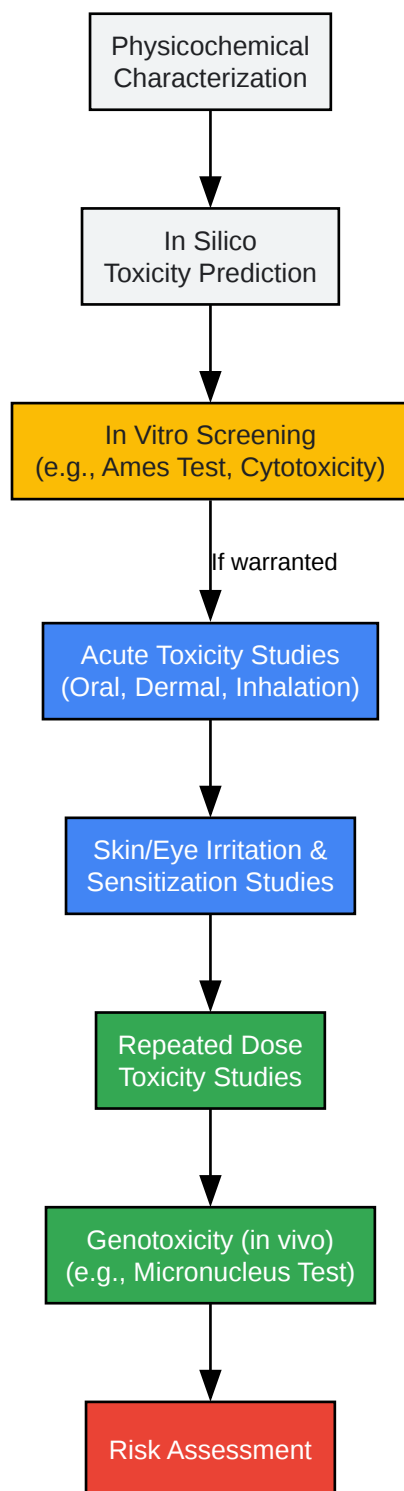 Physicochemical
Characterization
In Silico
Toxicity Prediction
In Vitro Screening
(e.g., Ames Test, Cytotoxicity)
If warranted
Acute Toxicity Studies
(Oral, Dermal, Inhalation)
Skin/Eye Irritation &
Sensitization Studies
Repeated Dose
Toxicity Studies
Genotoxicity (in vivo)
(e.g., Micronucleus Test)
Risk Assessment